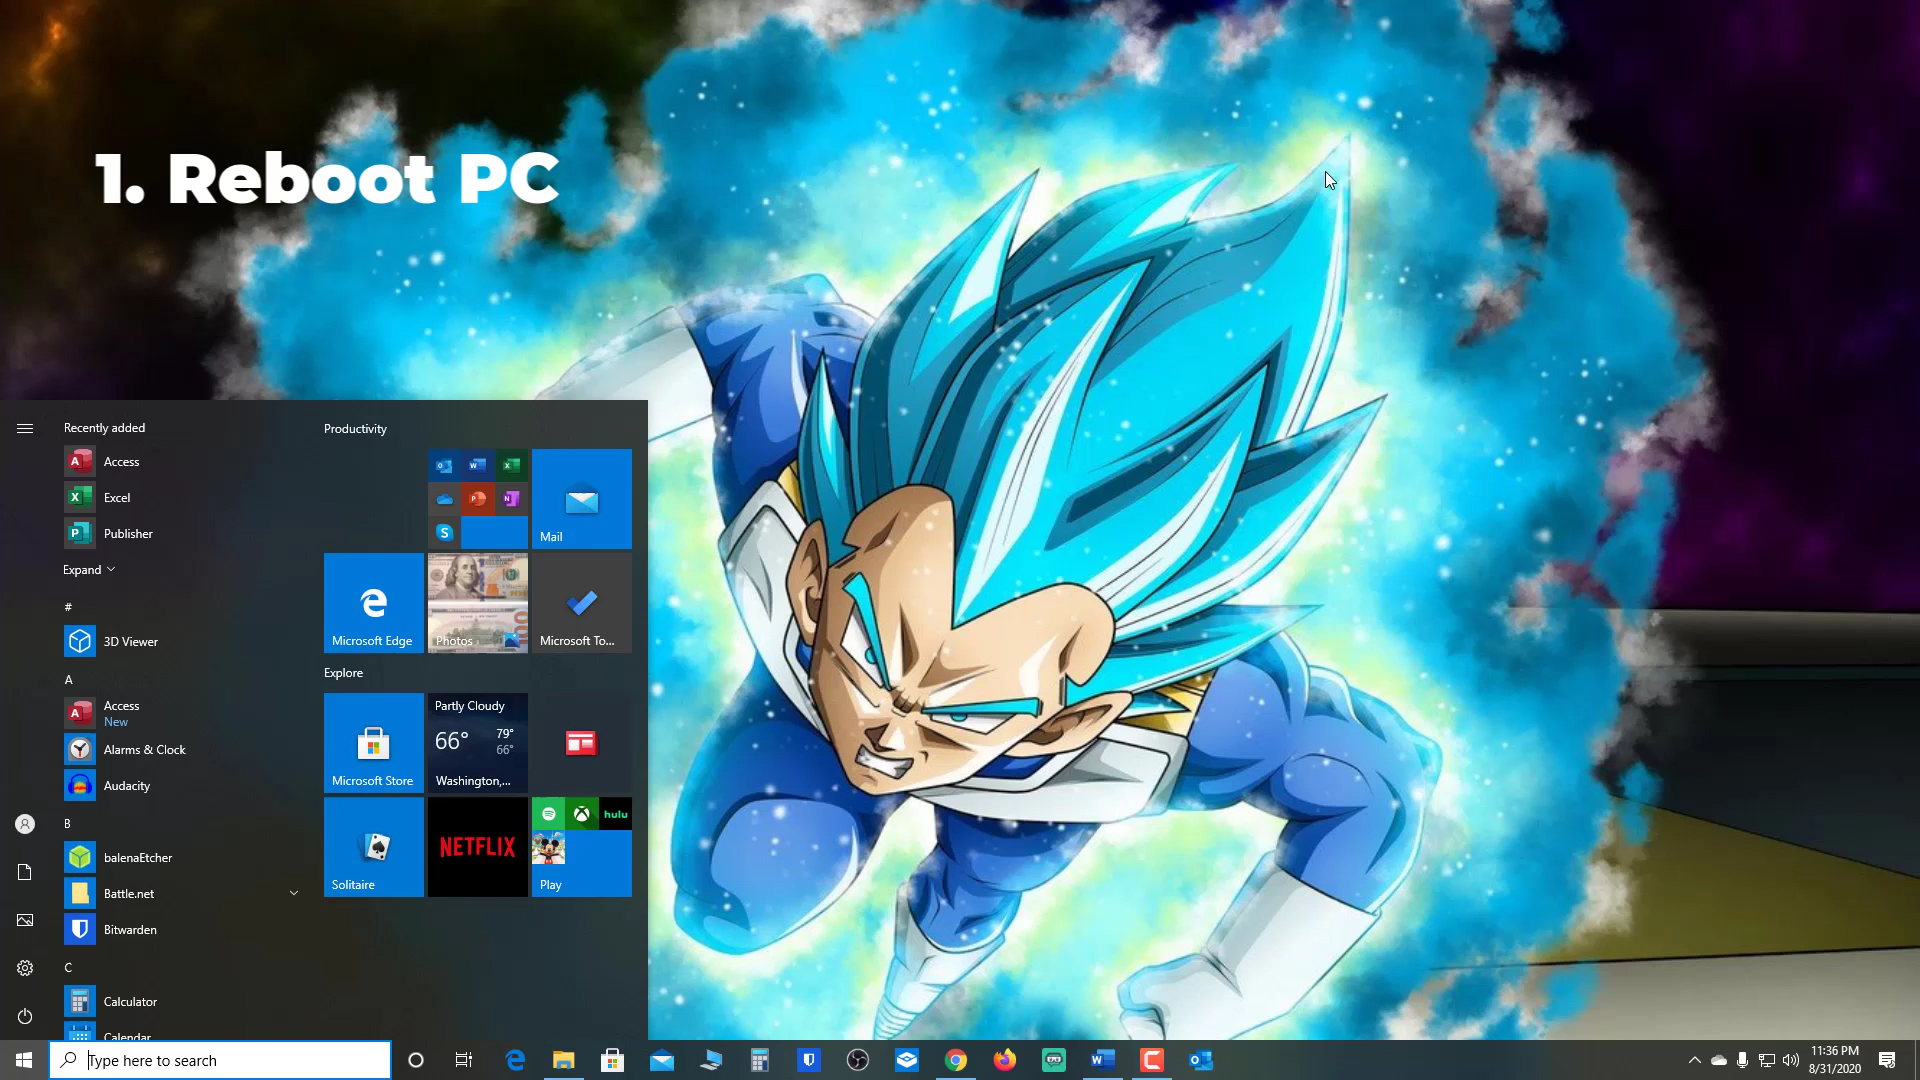 1. Reboot PC
Recently added
Access
Excel
Publisher
Expand
#
3D Viewer
A
Access
New
Alarms & Clock
Audacity
B
balenaEtcher
Battle.net
Bitwarden
C
Calculator
Calendar
Productivity
Mail
Microsoft Edge
Photos
Microsoft To...
Explore
Microsoft Store
Partly Cloudy
66° 79°
66°
Washington,...
Solitaire
NETFLIX
hulu
Play
Type here to search
11:36 PM
8/31/2020